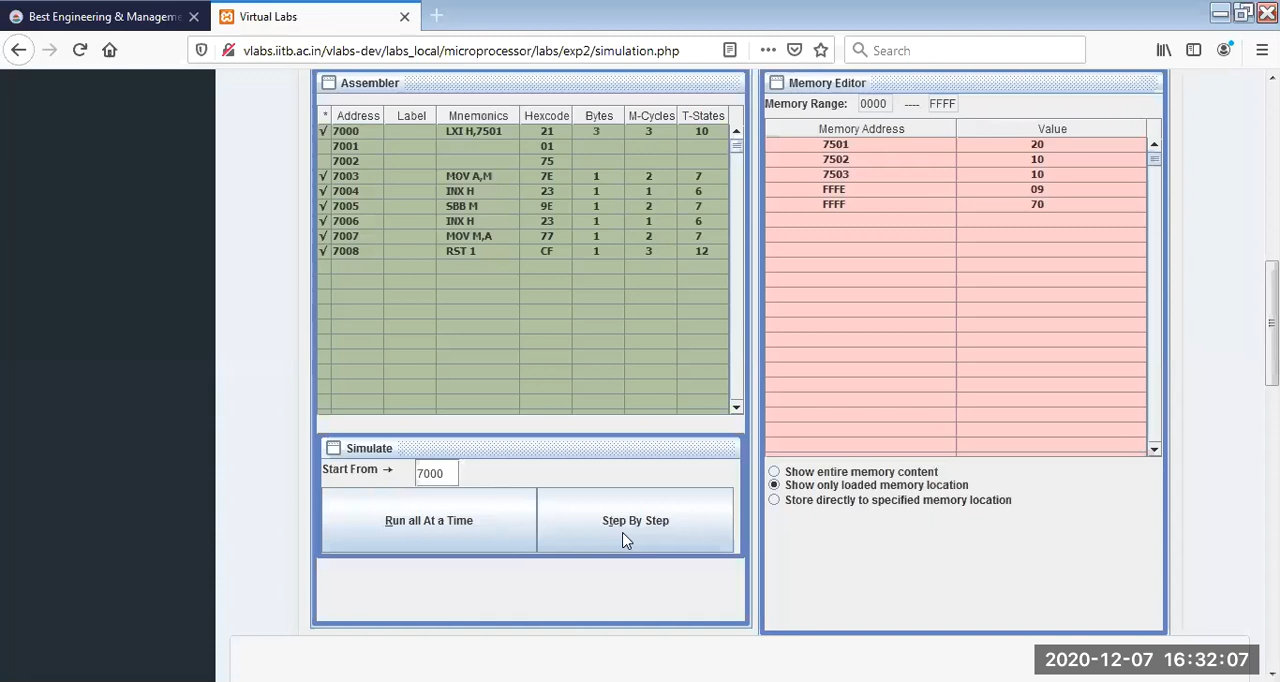 Best Engineering & Manageme
Virtual Labs
vlabs.iitb.ac.in/vlabs-dev/labs_local/microprocessor/labs/exp2/simulation.php
Search
Assembler
* Address Label Mnemonics Hexcode Bytes M-Cycles T-States
√ 7000 LXI H,7501 21 3 3 10
7001 01
7002 75
√ 7003 MOV A,M 7E 1 2 7
√ 7004 INX H 23 1 1 6
√ 7005 SBB M 9E 1 2 7
√ 7006 INX H 23 1 1 6
√ 7007 MOV M,A 77 1 2 7
√ 7008 RST 1 CF 1 3 12
Simulate
Start From → 7000
Run all At a Time
Step By Step
Memory Editor
Memory Range: 0000 ---- FFFF
Memory Address Value
7501 20
7502 10
7503 10
FFFE 09
FFFF 70
Show entire memory content
Show only loaded memory location
Store directly to specified memory location
2020-12-07 16:32:07